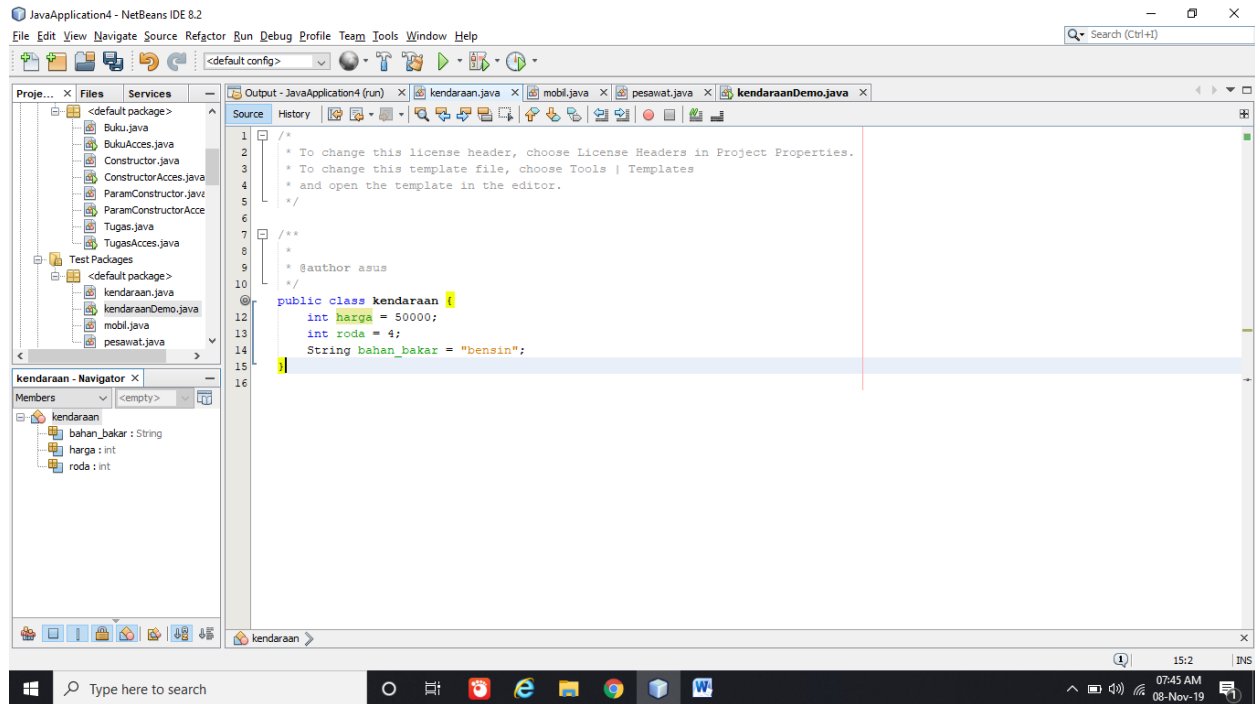 JavaApplication4 - NetBeans IDE 8.2
File Edit View Navigate Source Refactor Run Debug Profile Team Tools Window Help
Search (Ctrl+I)
<default config>
Proje... Files Services
<default package>
Buku.java
BukuAcces.java
Constructor.java
ConstructorAcces.java
ParamConstructor.java
ParamConstructorAcce
Tugas.java
TugasAcces.java
Test Packages
<default package>
kendaraan.java
kendaraanDemo.java
mobil.java
pesawat.java
kendaraan - Navigator
Members <empty>
kendaraan
bahan_bakar : String
harga : int
roda : int
Output - JavaApplication4 (run) kendaraan.java mobil.java pesawat.java kendaraanDemo.java
Source History
1 /*
2 * To change this license header, choose License Headers in Project Properties.
3 * To change this template file, choose Tools | Templates
4 * and open the template in the editor.
5 */
6
7 /**
8 *
9 * @author asus
10 */
public class kendaraan {
12 int harga = 50000;
13 int roda = 4;
14 String bahan_bakar = "bensin";
15 }
16
kendaraan
1 15:2 INS
Type here to search
07:45 AM
08-Nov-19